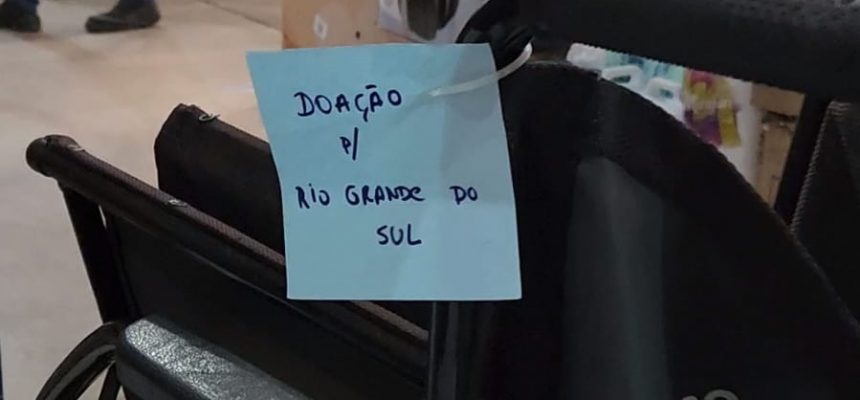 DOAÇÃO
P/
RIO GRANDE DO
SUL